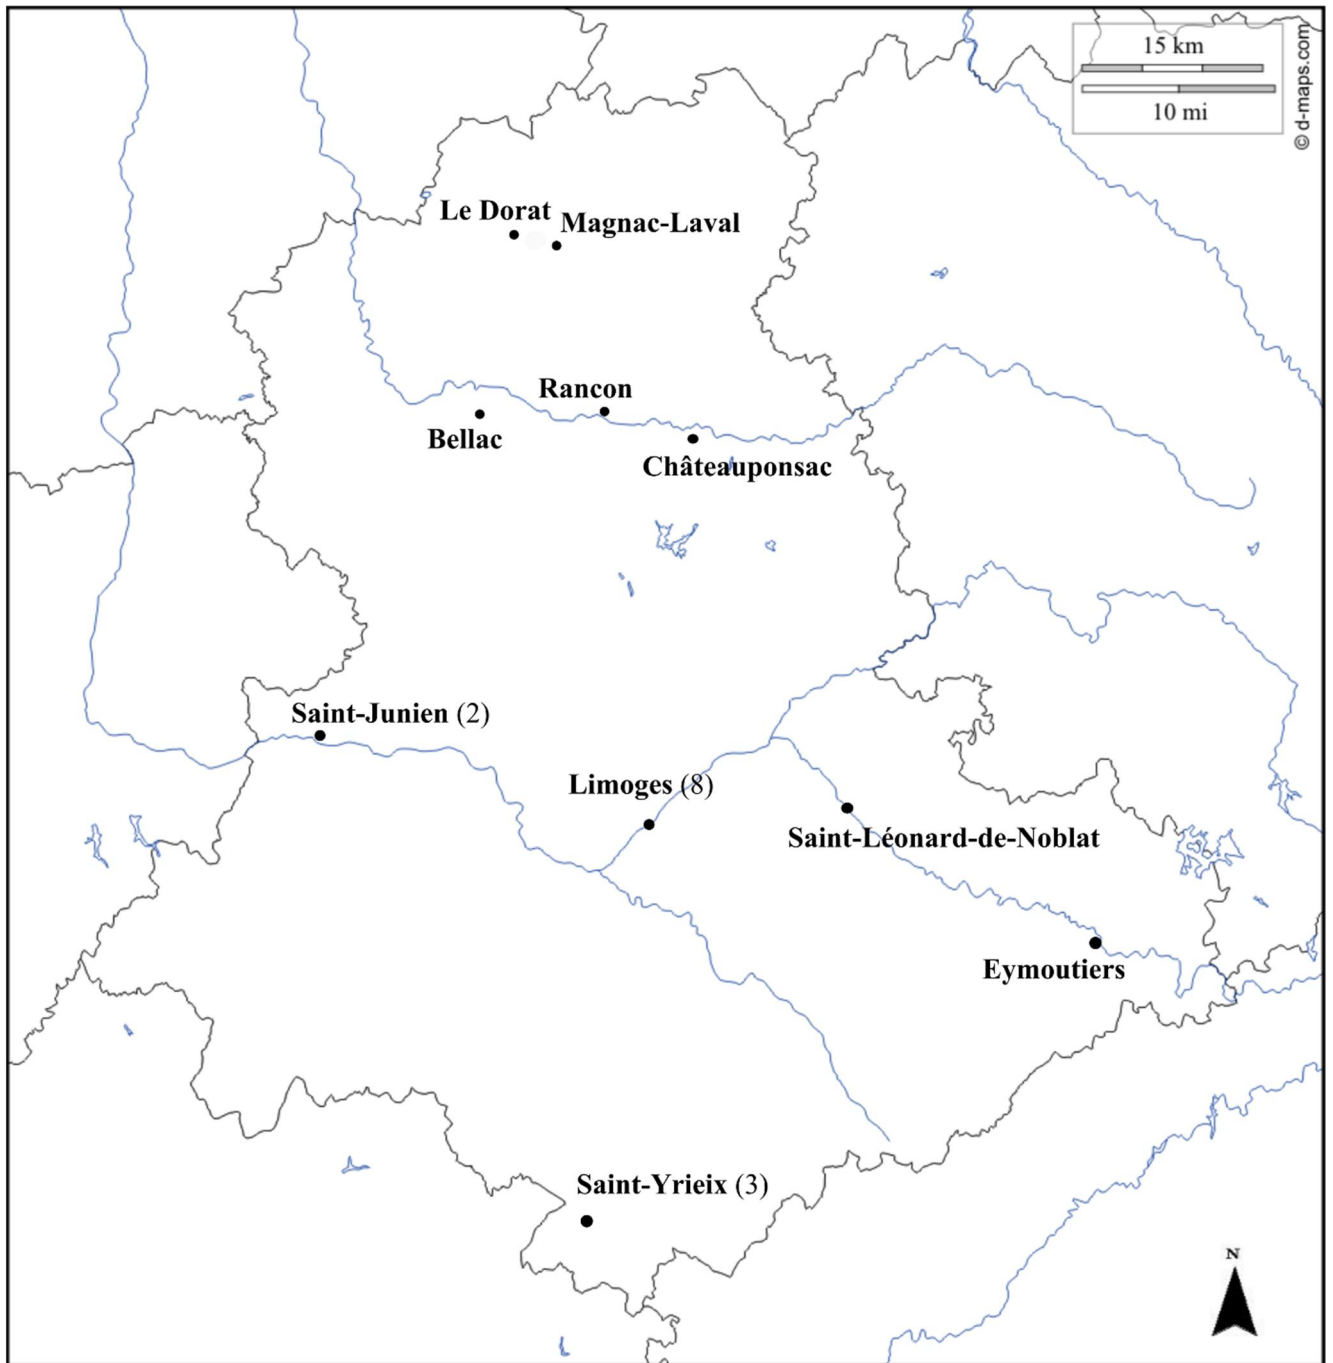 15 km
10 mi
© d-maps.com
Le Dorat
Magnac-Laval
Rancon
Bellac
Châteauponsac
Saint-Junien (2)
Limoges (8)
Saint-Léonard-de-Noblat
Eymoutiers
Saint-Yrieix (3)
N